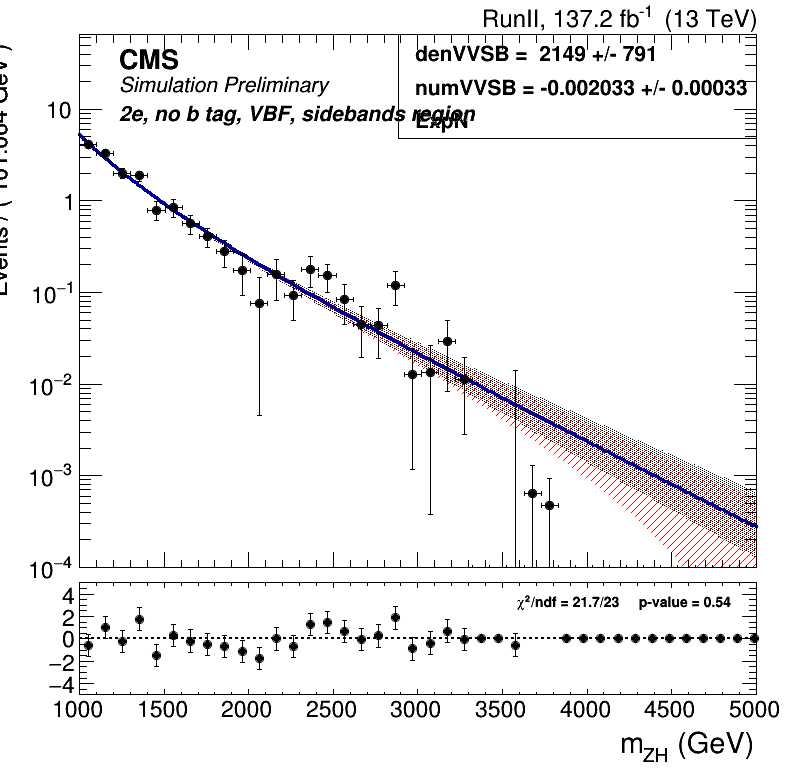 RunII, 137.2 fb⁻¹ (13 TeV)
CMS
Simulation Preliminary
2e, no b tag, VBF, sidebands region
denVVSB = 2149 +/- 791
numVVSB = -0.002033 +/- 0.00033
ExpN
10
1
10⁻¹
10⁻²
10⁻³
10⁻⁴
χ²/ndf = 21.7/23 p-value = 0.54
4
2
0
−2
−4
1000 1500 2000 2500 3000 3500 4000 4500 5000
m_ZH (GeV)